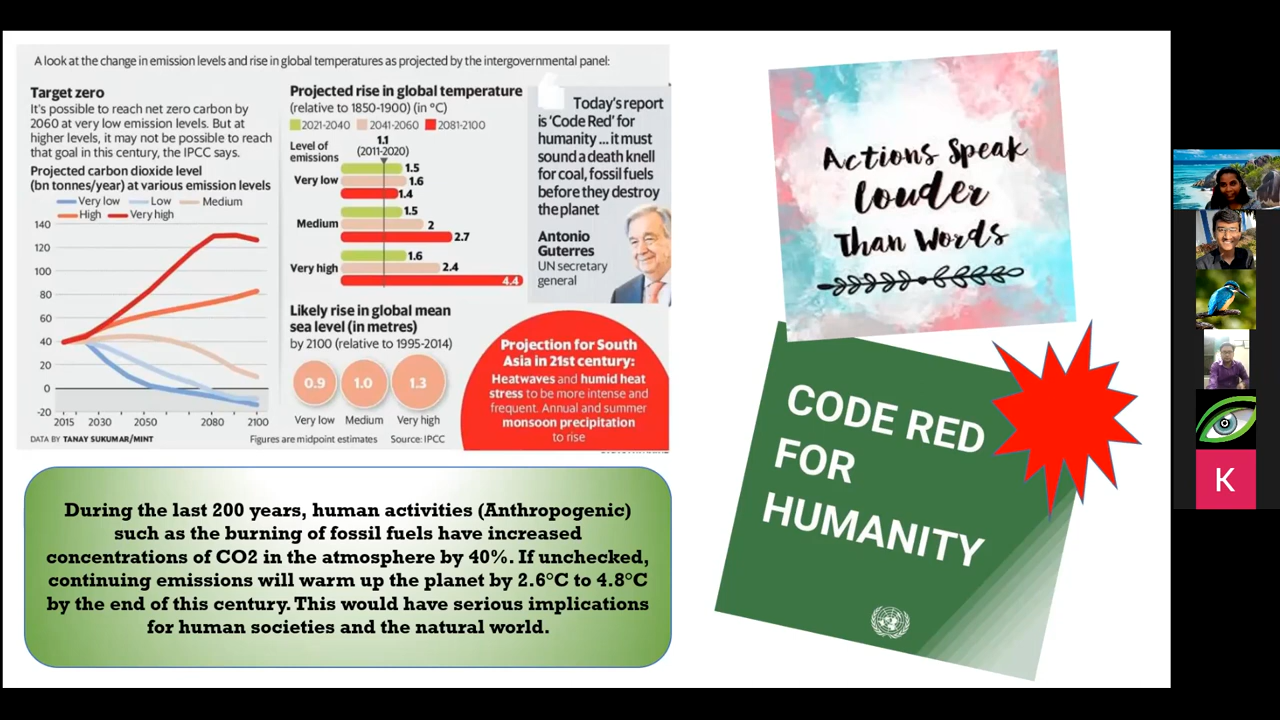 A look at the change in emission levels and rise in global temperatures as projected by the intergovernmental panel:
Target zero
It's possible to reach net zero carbon by
2060 at very low emission levels. But at
higher levels, it may not be possible to reach
that goal in this century, the IPCC says.
Projected carbon dioxide level
(bn tonnes/year) at various emission levels
Very low Low Medium
High Very high
140
120
100
80
60
40
20
0
-20
2015 2030 2050 2080 2100
DATA BY TANAY SUKUMAR/MINT
Projected rise in global temperature
(relative to 1850-1900) (in °C)
2021-2040 2041-2060 2081-2100
Level of
emissions
1.1
(2011-2020)
Very low
1.5
1.6
1.4
Medium
1.5
2
2.7
Very high
1.6
2.4
4.4
Likely rise in global mean
sea level (in metres)
by 2100 (relative to 1995-2014)
0.9 1.0 1.3
Very low Medium Very high
Figures are midpoint estimates Source: IPCC
Today's report
is 'Code Red' for
humanity ... it must
sound a death knell
for coal, fossil fuels
before they destroy
the planet
Antonio
Guterres
UN secretary
general
Projection for South
Asia in 21st century:
Heatwaves and humid heat
stress to be more intense and
frequent. Annual and summer
monsoon precipitation
to rise
During the last 200 years, human activities (Anthropogenic)
such as the burning of fossil fuels have increased
concentrations of CO2 in the atmosphere by 40%. If unchecked,
continuing emissions will warm up the planet by 2.6°C to 4.8°C
by the end of this century. This would have serious implications
for human societies and the natural world.
Actions Speak
Louder
Than Words
CODE RED
FOR
HUMANITY
K